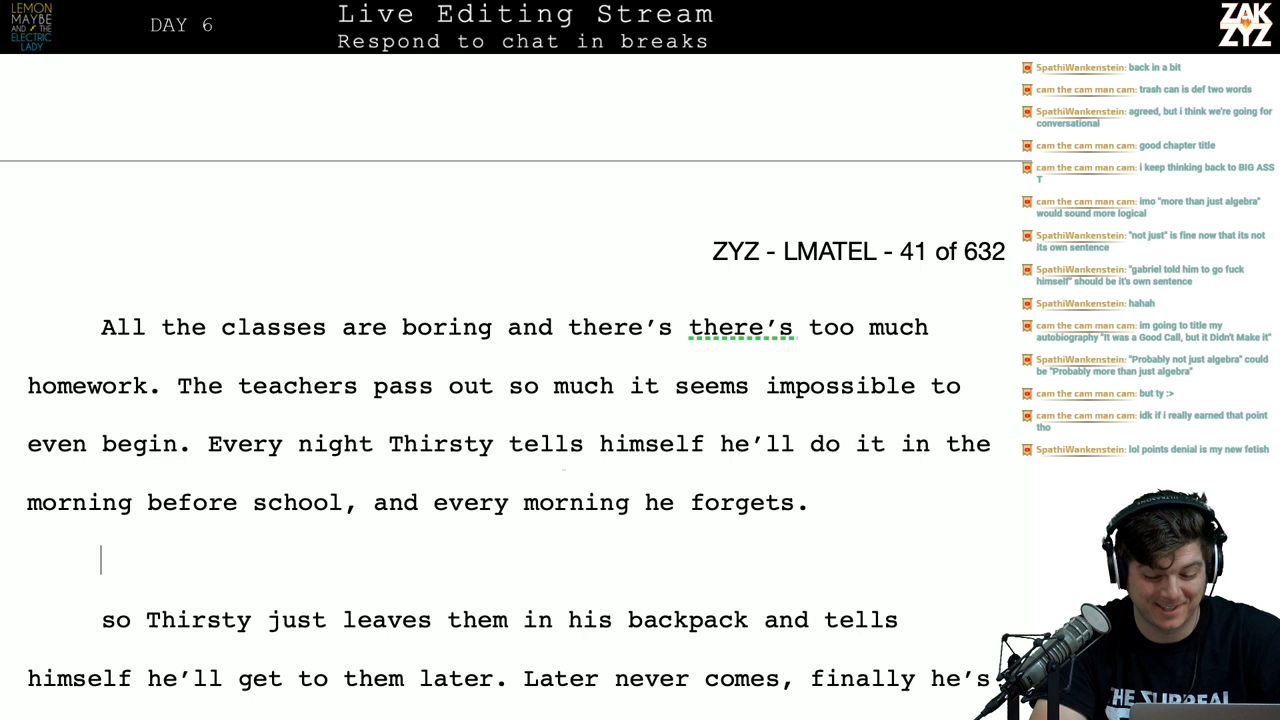 LEMON
MAYBE
AND THE
ELECTRIC
LADY
DAY 6
Live Editing Stream
Respond to chat in breaks
ZAK
ZYZ
ZYZ - LMATEL - 41 of 632
All the classes are boring and there’s there’s too much
homework. The teachers pass out so much it seems impossible to
even begin. Every night Thirsty tells himself he’ll do it in the
morning before school, and every morning he forgets.
so Thirsty just leaves them in his backpack and tells
himself he’ll get to them later. Later never comes, finally he’s
SpathiWankenstein: back in a bit
cam the cam man cam: trash can is def two words
SpathiWankenstein: agreed, but i think we're going for
conversational
cam the cam man cam: good chapter title
cam the cam man cam: i keep thinking back to BIG ASS
T
cam the cam man cam: imo "more than just algebra"
would sound more logical
SpathiWankenstein: "not just" is fine now that its not
its own sentence
SpathiWankenstein: "gabriel told him to go fuck
himself" should be it's own sentence
SpathiWankenstein: hahah
cam the cam man cam: im going to title my
autobiography "It was a Good Call, but it Didn't Make it"
SpathiWankenstein: "Probably not just algebra" could
be "Probably more than just algebra"
cam the cam man cam: but ty :>
cam the cam man cam: idk if i really earned that point
tho
SpathiWankenstein: lol points denial is my new fetish
THE SURREAL